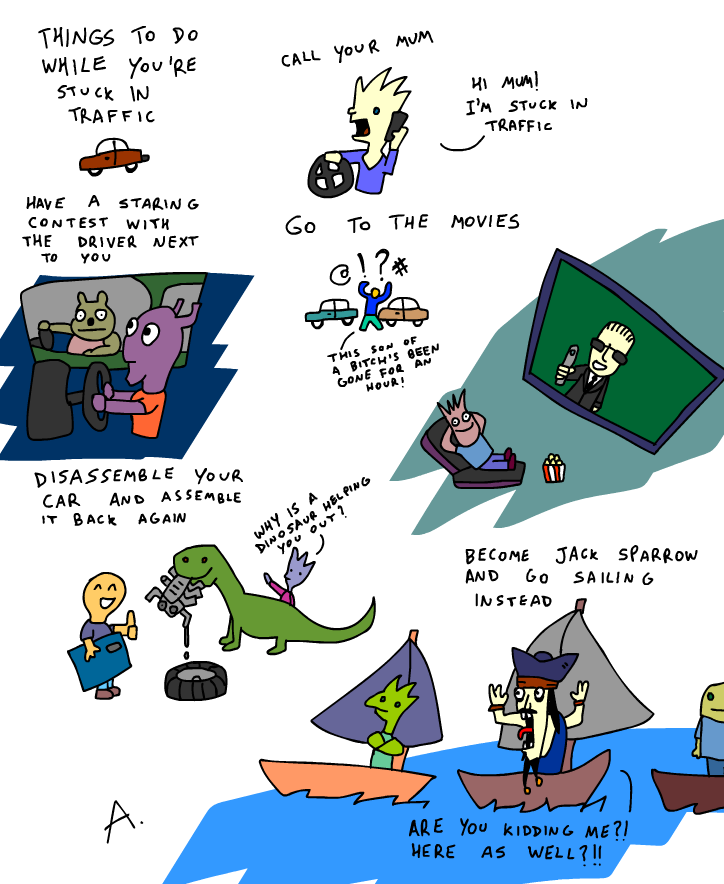 THINGS TO DO
WHILE YOU'RE
STUCK IN
TRAFFIC
CALL YOUR MUM
HI MUM!
I'M STUCK IN
TRAFFIC
HAVE A STARING
CONTEST WITH
THE DRIVER NEXT
TO YOU
GO TO THE MOVIES
@!?#
THIS SON OF
A BITCH'S BEEN
GONE FOR AN
HOUR!
DISASSEMBLE YOUR
CAR AND ASSEMBLE
IT BACK AGAIN
WHY IS A
DINOSAUR HELPING
YOU OUT?
BECOME JACK SPARROW
AND GO SAILING
INSTEAD
ARE YOU KIDDING ME?!
HERE AS WELL?!!
A.